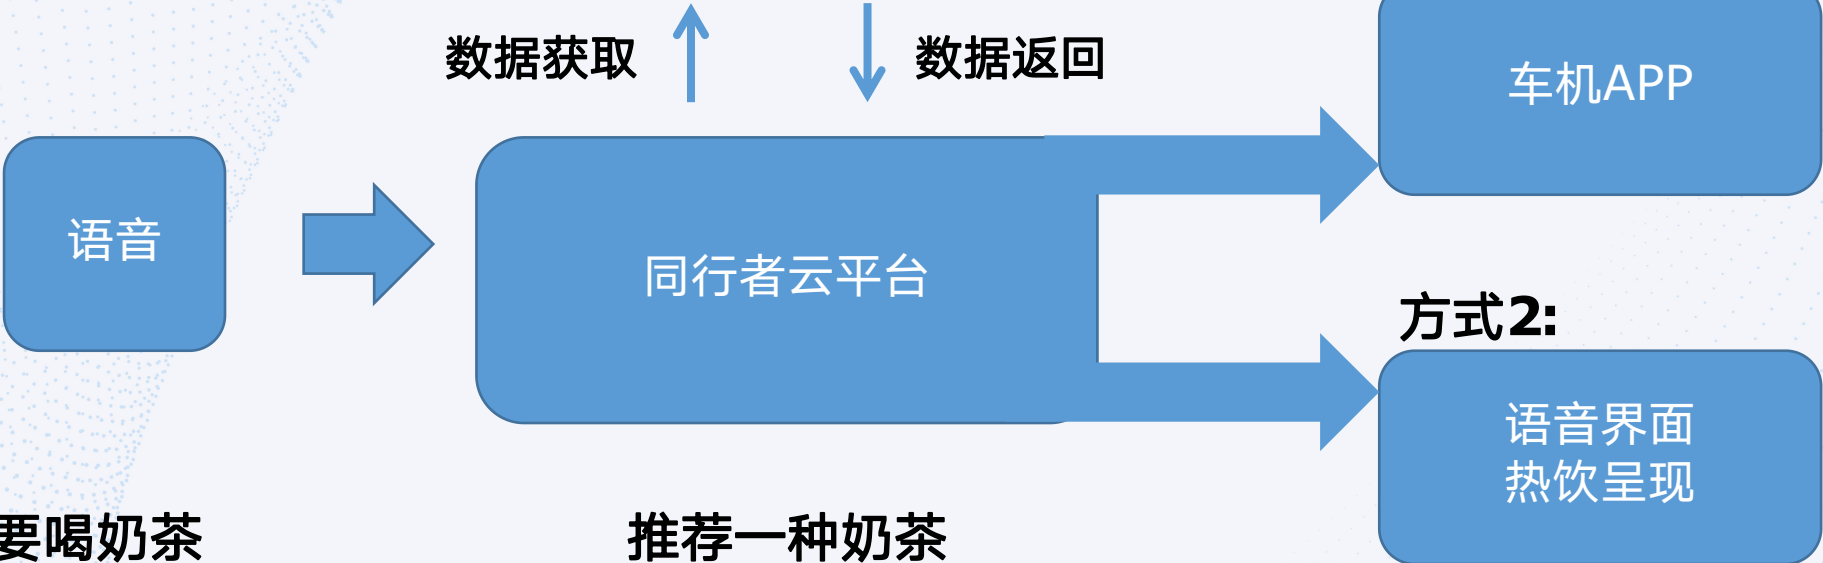 数据获取
数据返回
车机APP
语音
同行者云平台
方式2:
语音界面
热饮呈现
要喝奶茶
推荐一种奶茶